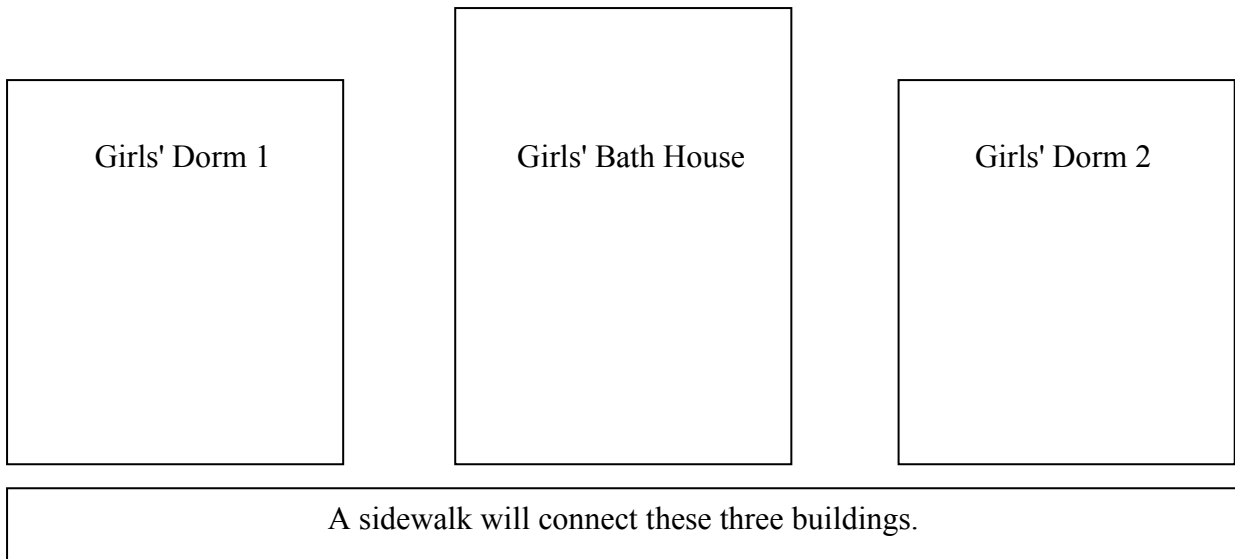 Girls' Dorm 1
Girls' Bath House
Girls' Dorm 2
A sidewalk will connect these three buildings.